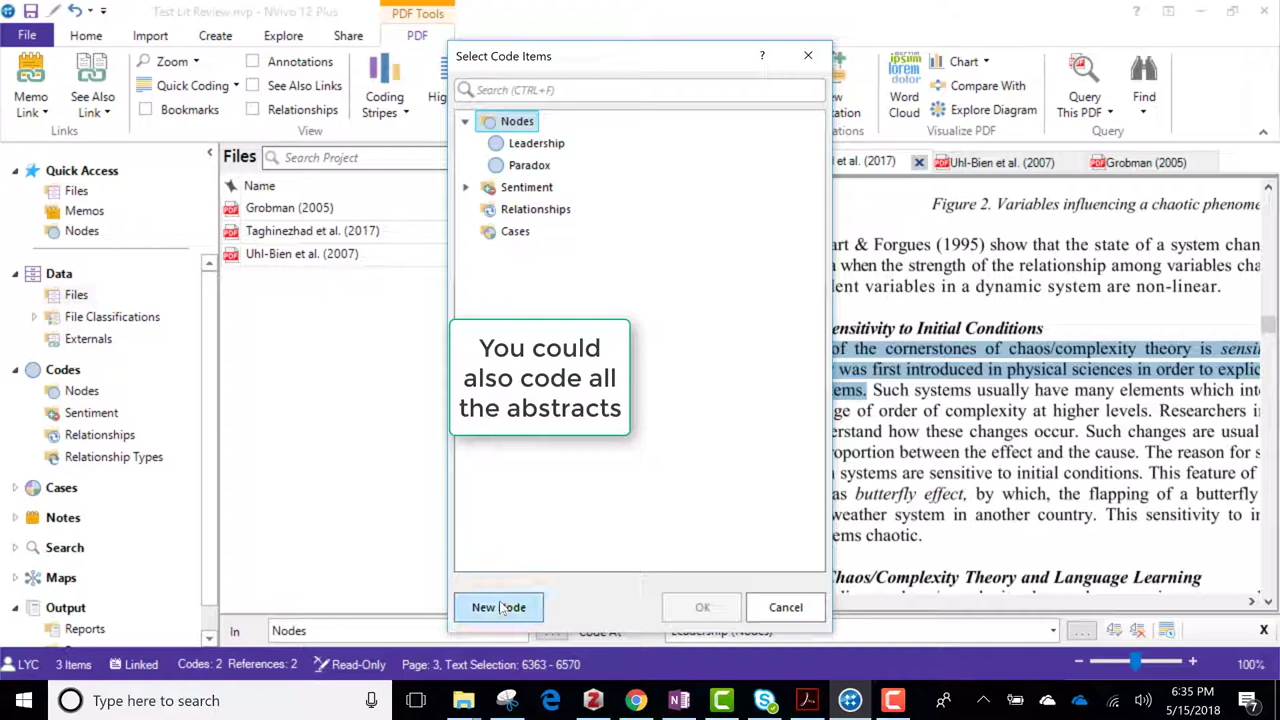 Test Lit Review.nvp - NVivo 12 Plus
PDF Tools
File
Home
Import
Create
Explore
Share
PDF
Memo
Link
See Also
Link
Links
Zoom
Quick Coding
Annotations
See Also Links
Bookmarks
Relationships
View
Coding
Stripes
Word
Cloud
Chart
Compare With
Explore Diagram
Visualize PDF
Query
This PDF
Find
Query
Select Code Items
?
Search (CTRL+F)
Nodes
Leadership
Paradox
Sentiment
Relationships
Cases
You could
also code all
the abstracts
New Code
OK
Cancel
Quick Access
Files
Memos
Nodes
Data
Files
File Classifications
Externals
Codes
Nodes
Sentiment
Relationships
Relationship Types
Cases
Notes
Search
Maps
Output
Reports
Files
Search Project
Name
Grobman (2005)
Taghinezhad et al. (2017)
Uhl-Bien et al. (2007)
et al. (2017)
Uhl-Bien et al. (2007)
Grobman (2005)
Figure 2. Variables influencing a chaotic phenome
art & Forgues (1995) show that the state of a system chan
when the strength of the relationship among variables cha
lent variables in a dynamic system are non-linear.
ensitivity to Initial Conditions
of the cornerstones of chaos/complexity theory is sensi
was first introduced in physical sciences in order to explic
ems. Such systems usually have many elements which inte
ge of order of complexity at higher levels. Researchers i
erstand how these changes occur. Such changes are usual
roportion between the effect and the cause. The reason for s
systems are sensitive to initial conditions. This feature of
as butterfly effect, by which, the flapping of a butterfly
weather system in another country. This sensitivity to in
ems chaotic.
Chaos/Complexity Theory and Language Learning
In
Nodes
Code At
Leadership (Nodes)
X
LYC
3 Items
Linked
Codes: 2
References: 2
Read-Only
Page: 3, Text Selection: 6363 - 6570
100%
Type here to search
6:35 PM
5/15/2018
7